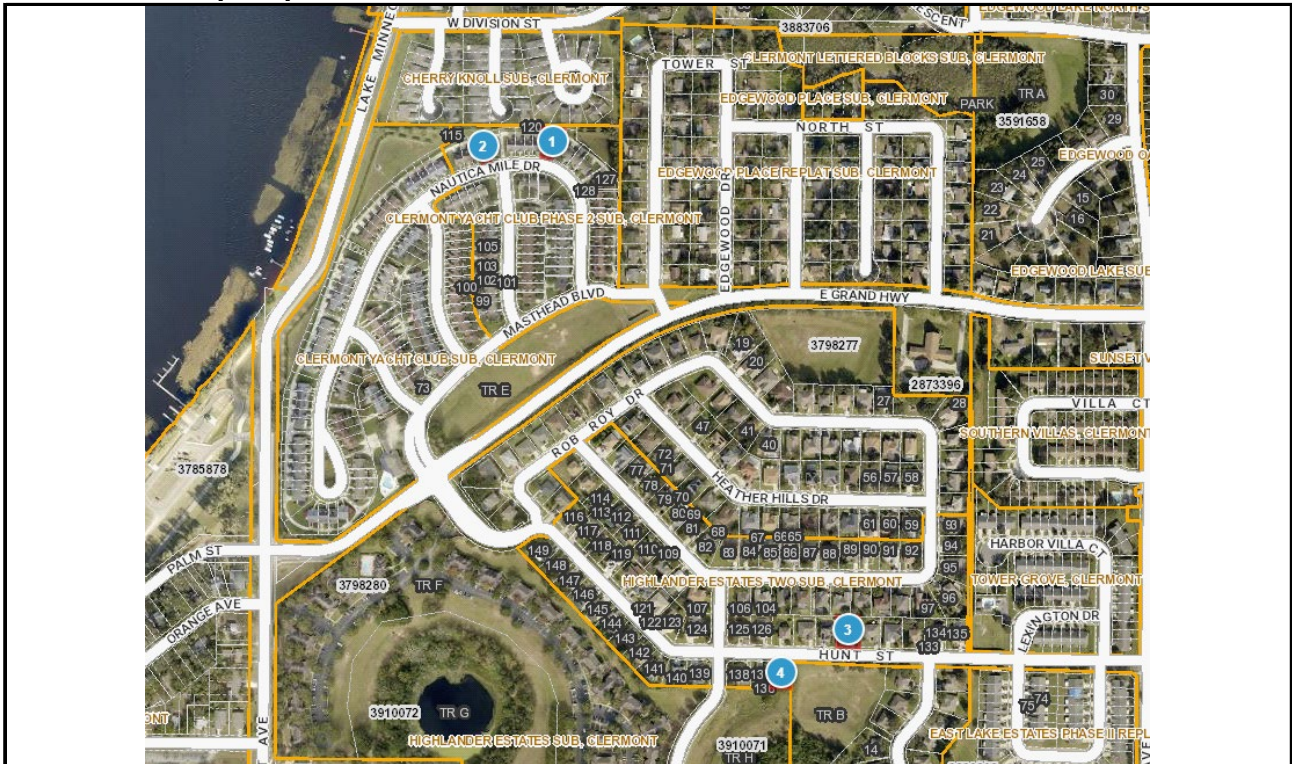 W DIVISION ST
CRESCENT
3883706
LAKE MINNE
TOWER ST
CLERMONT LETTERED BLOCKS SUB, CLERMONT
CHERRY KNOLL SUB, CLERMONT
EDGEWOOD PLACE SUB, CLERMONT
PARK
TR A
30
3591658
29
115
120
NORTH ST
2
1
EDGEWOOD
NAUTICA MILE DR
EDGEWOOD PLACE REPLAT SUB, CLERMONT
25
24
127
128
23
15
22
16
CLERMONT YACHT CLUB PHASE 2 SUB, CLERMONT
21
EDGEWOOD DR
105
103
102
101
100
99
EDGEWOOD LAKE SUB
MASTHEAD BLVD
E GRAND HWY
19
20
3798277
CLERMONT YACHT CLUB SUB, CLERMONT
SUNSET
73
TR E
2873396
27
28
ROB ROY DR
VILLA CT
47
41
40
SOUTHERN VILLAS, CLERMONT
72
71
77
78
3785878
HEATHER HILLS DR
56
57
58
79
70
80
69
81
114
113
112
116
117
111
68
61
60
59
93
67
66
65
82
83
84
85
86
87
88
89
90
91
92
94
HARBOR VILLA CT
118
119
110
109
149
148
PALM ST
95
3798280
TR F
147
HIGHLANDER ESTATES TWO SUB, CLERMONT
TOWER GROVE, CLERMONT
146
96
ORANGE AVE
145
121
107
106
104
97
LEXINGTON DR
144
122
123
124
125
126
3
134
135
143
133
142
HUNT ST
141
140
139
138
4
136
74
75
3910072
TR G
TR B
HIGHLANDER ESTATES SUB, CLERMONT
AVE
3910071
TR H
14
EAST LAKE ESTATES PHASE II REPL